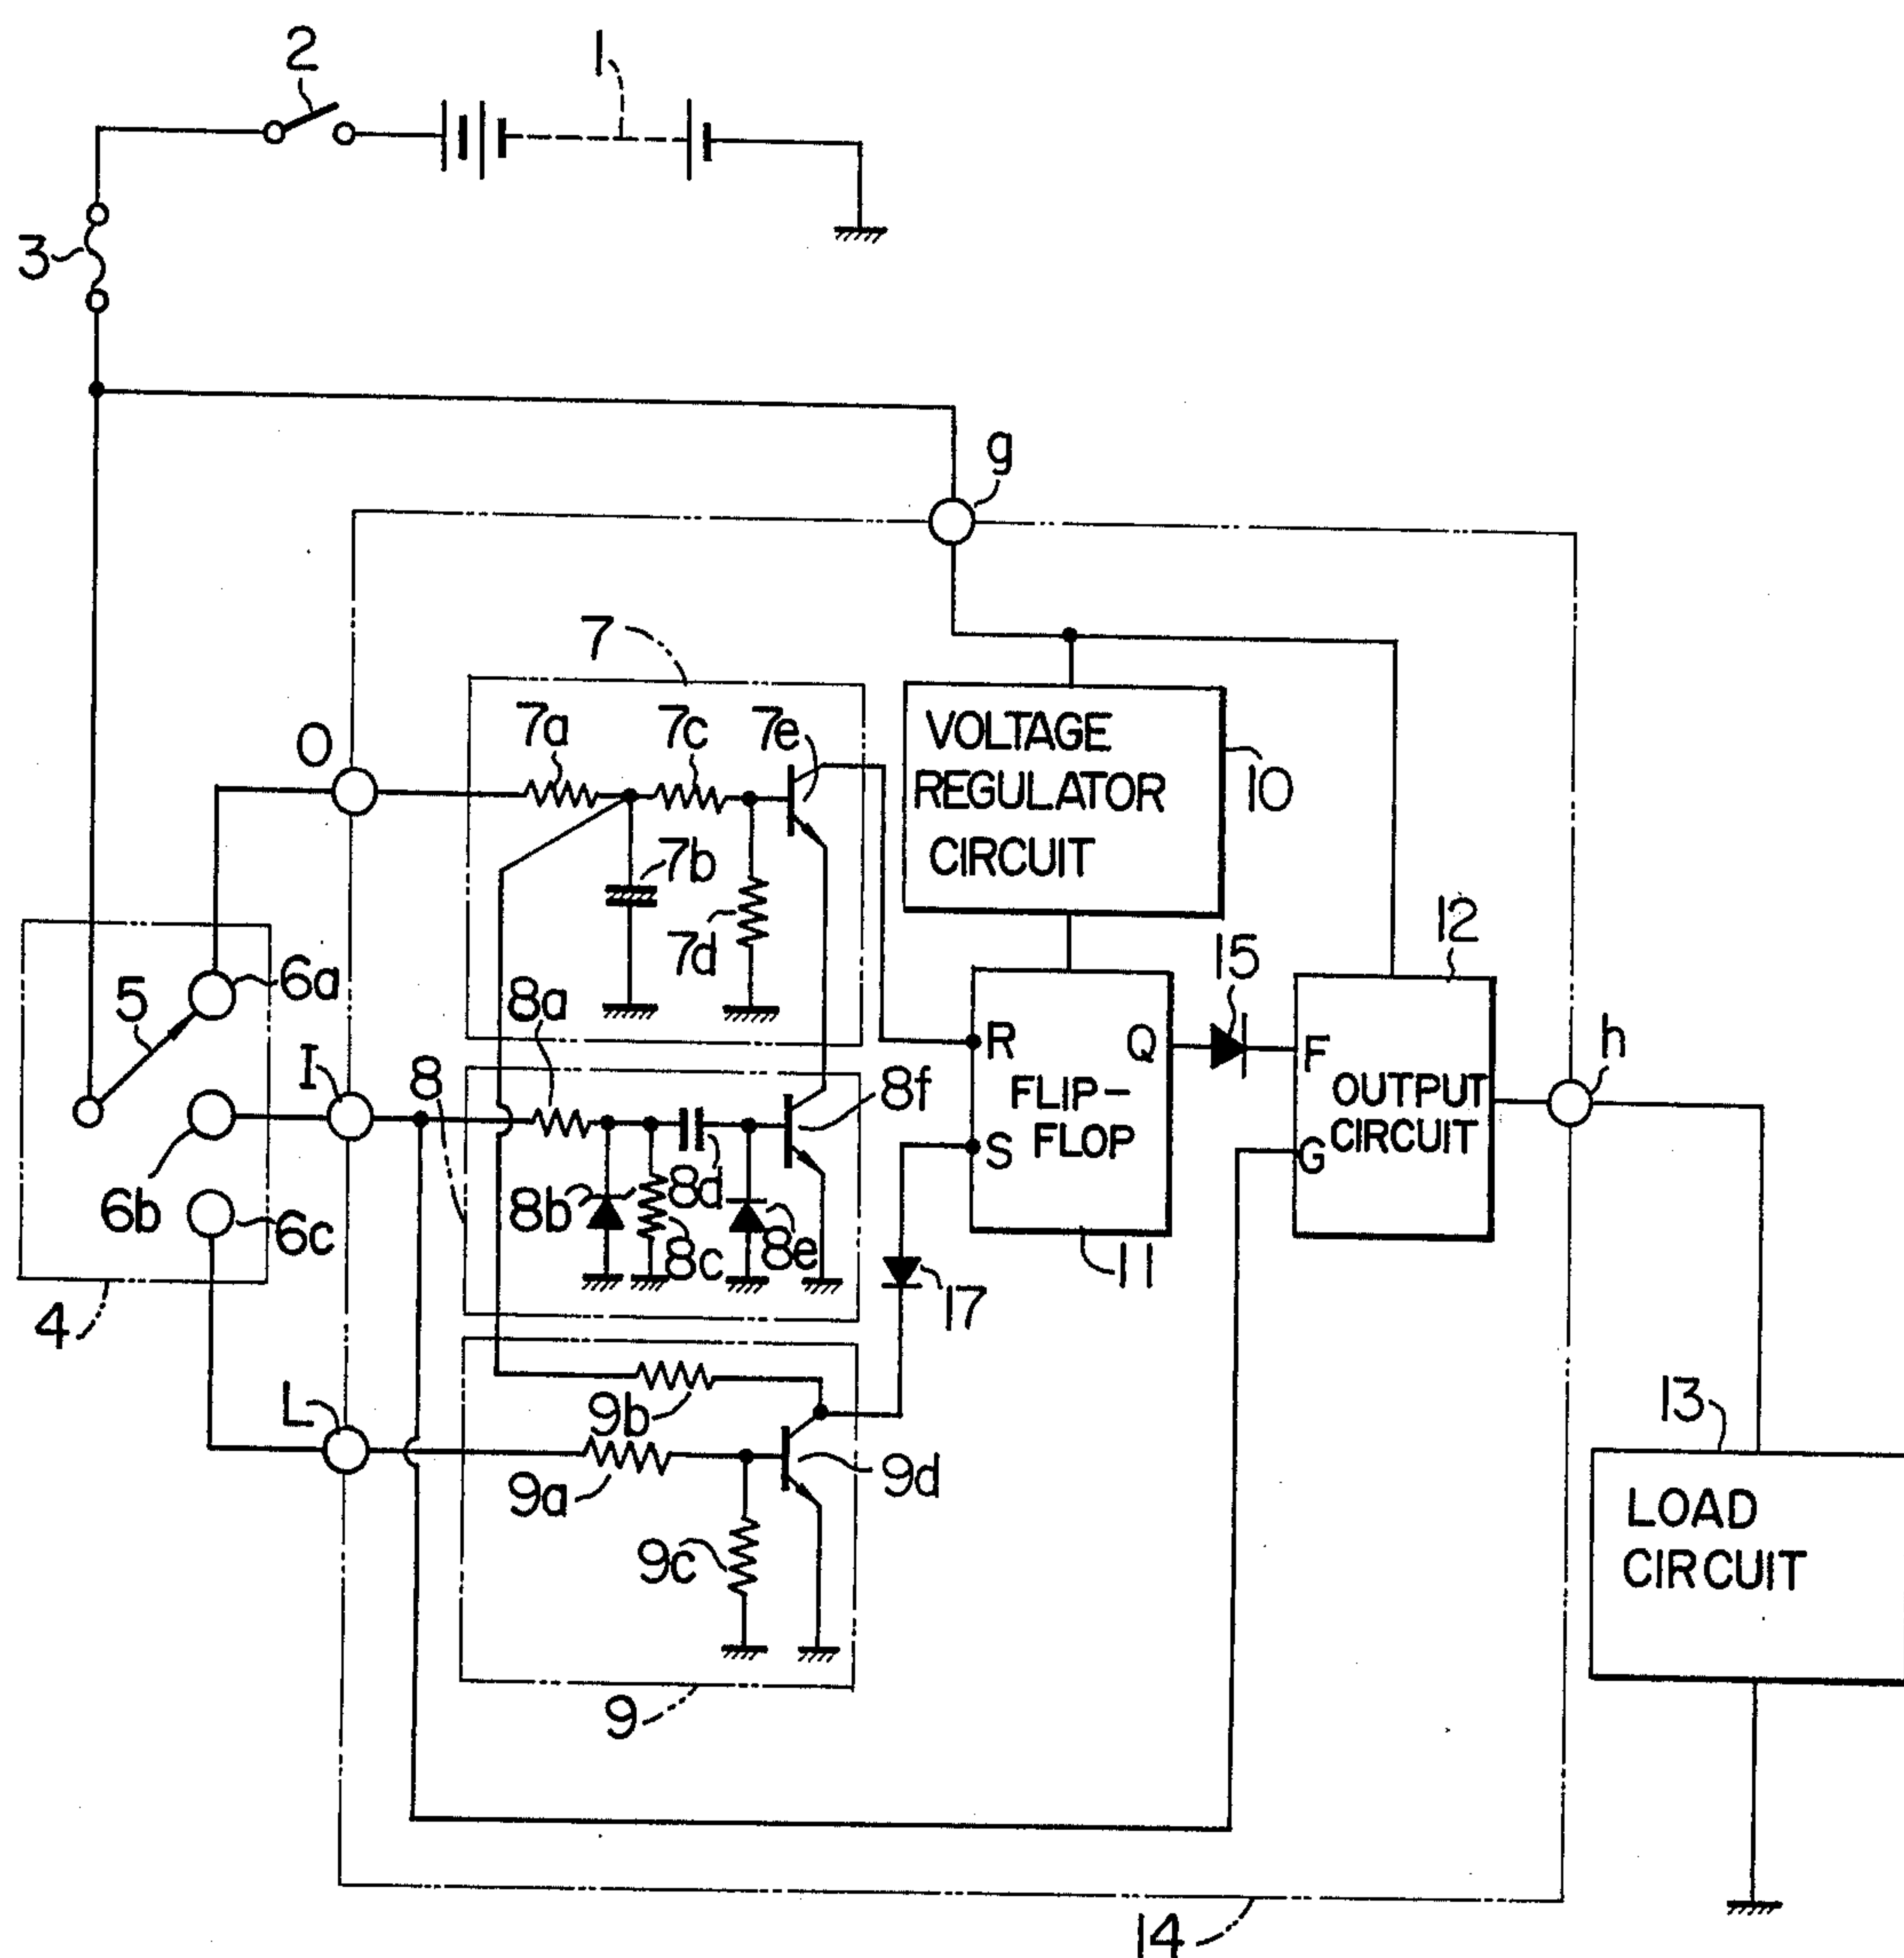 2
1
3
g
7
7a
7c
7e
O
VOLTAGE
REGULATOR
CIRCUIT
10
7b
7d
12
15
5
6a
8a
R
Q
F
h
I
8
8f
FLIP-
FLOP
OUTPUT
CIRCUIT
S
G
6b
6c
8b
8c
8d
8e
11
17
4
L
9b
13
9a
9d
9c
LOAD
CIRCUIT
9
14